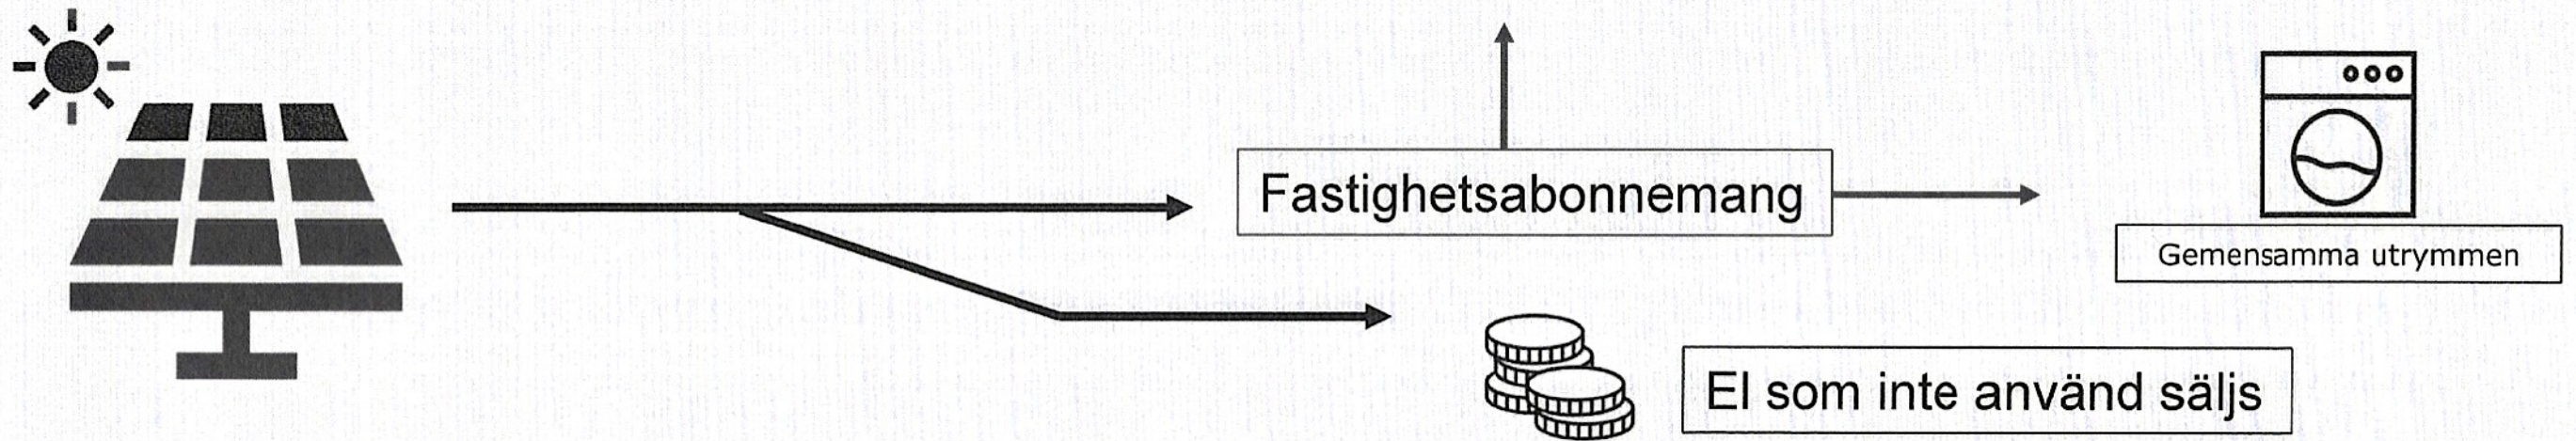 Fastighetsabonnemang
Gemensamma utrymmen
El som inte använd säljs